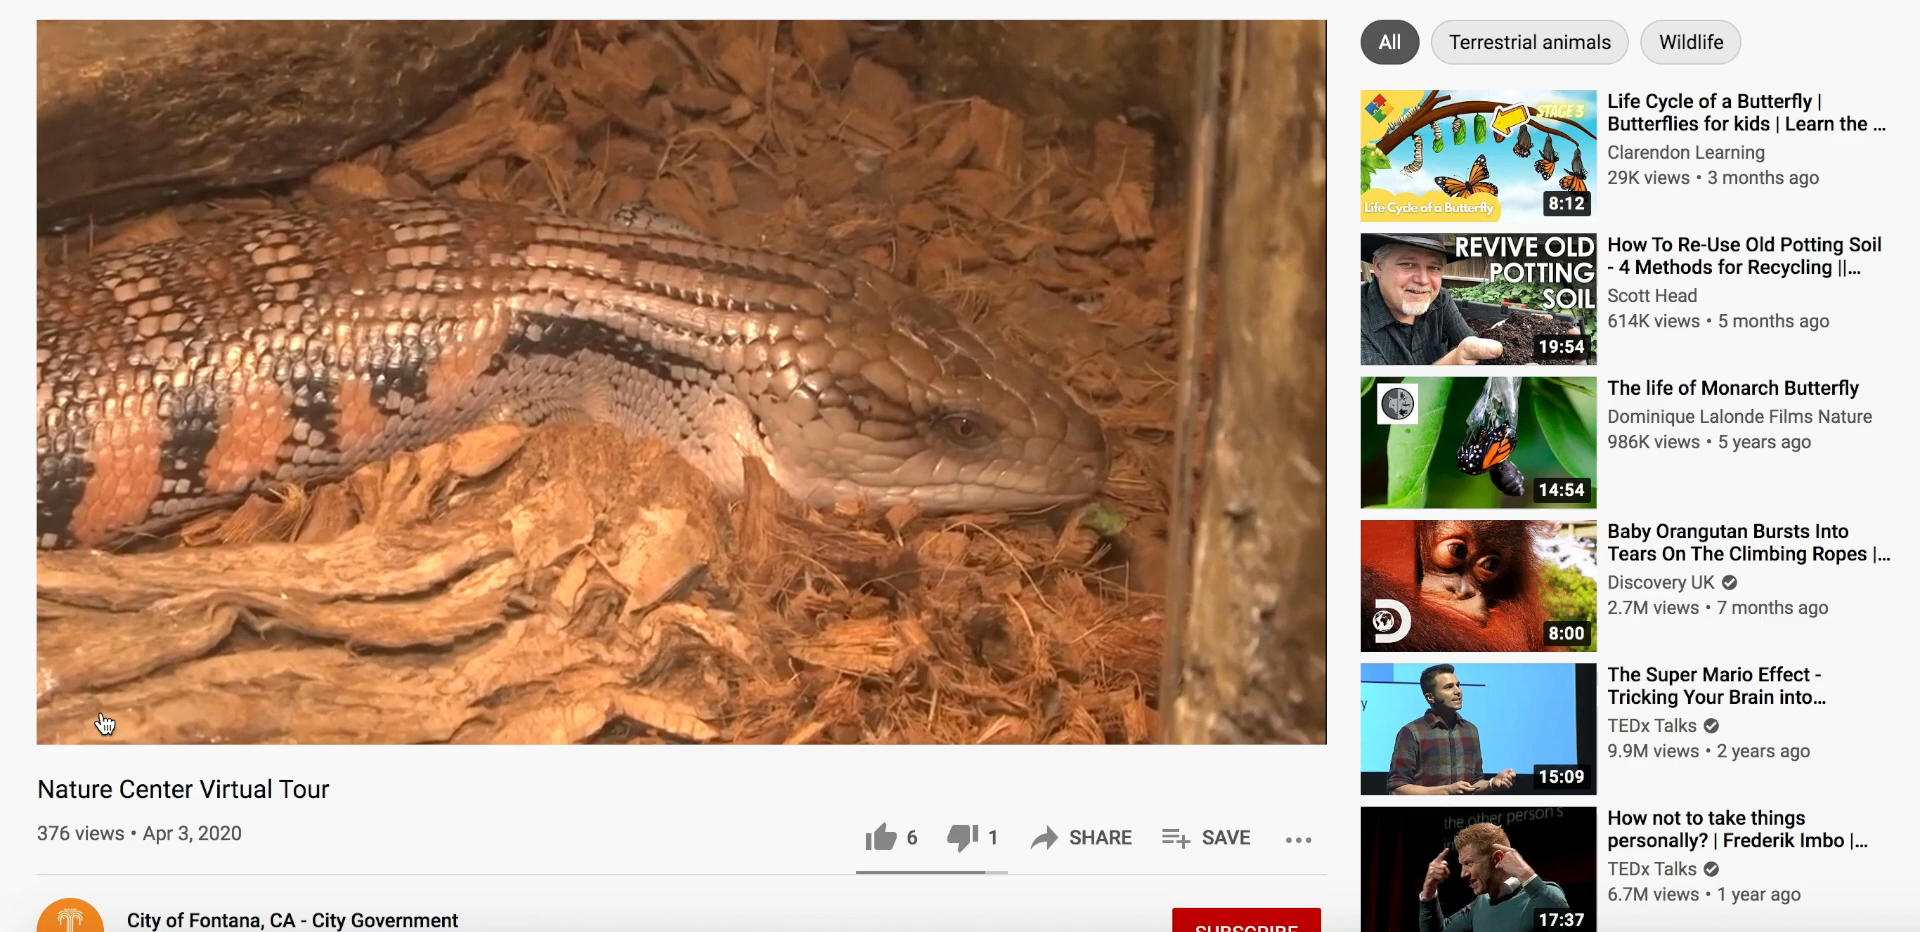 All
Terrestrial animals
Wildlife
STAGE 3
Life Cycle of a Butterfly
8:12
Life Cycle of a Butterfly |
Butterflies for kids | Learn the ...
Clarendon Learning
29K views • 3 months ago
REVIVE OLD
POTTING
SOIL
19:54
How To Re-Use Old Potting Soil
- 4 Methods for Recycling ||...
Scott Head
614K views • 5 months ago
14:54
The life of Monarch Butterfly
Dominique Lalonde Films Nature
986K views • 5 years ago
8:00
Baby Orangutan Bursts Into
Tears On The Climbing Ropes |...
Discovery UK
2.7M views • 7 months ago
y
15:09
The Super Mario Effect -
Tricking Your Brain into...
TEDx Talks
9.9M views • 2 years ago
the other person's
17:37
How not to take things
personally? | Frederik Imbo |...
TEDx Talks
6.7M views • 1 year ago
Nature Center Virtual Tour
376 views • Apr 3, 2020
6
1
SHARE
SAVE
City of Fontana, CA - City Government
SUBSCRIBE